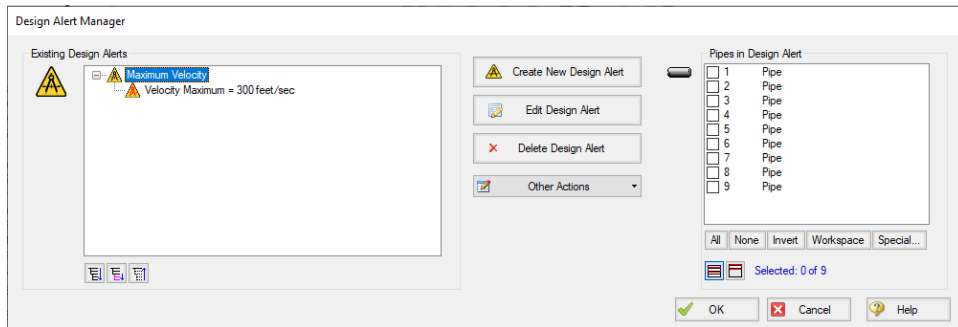 Design Alert Manager
Existing Design Alerts
Maximum Velocity
Velocity Maximum = 300 feet/sec
Create New Design Alert
Edit Design Alert
Delete Design Alert
Other Actions
Pipes in Design Alert
1 Pipe
2 Pipe
3 Pipe
4 Pipe
5 Pipe
6 Pipe
7 Pipe
8 Pipe
9 Pipe
All None Invert Workspace Special...
Selected: 0 of 9
OK Cancel Help